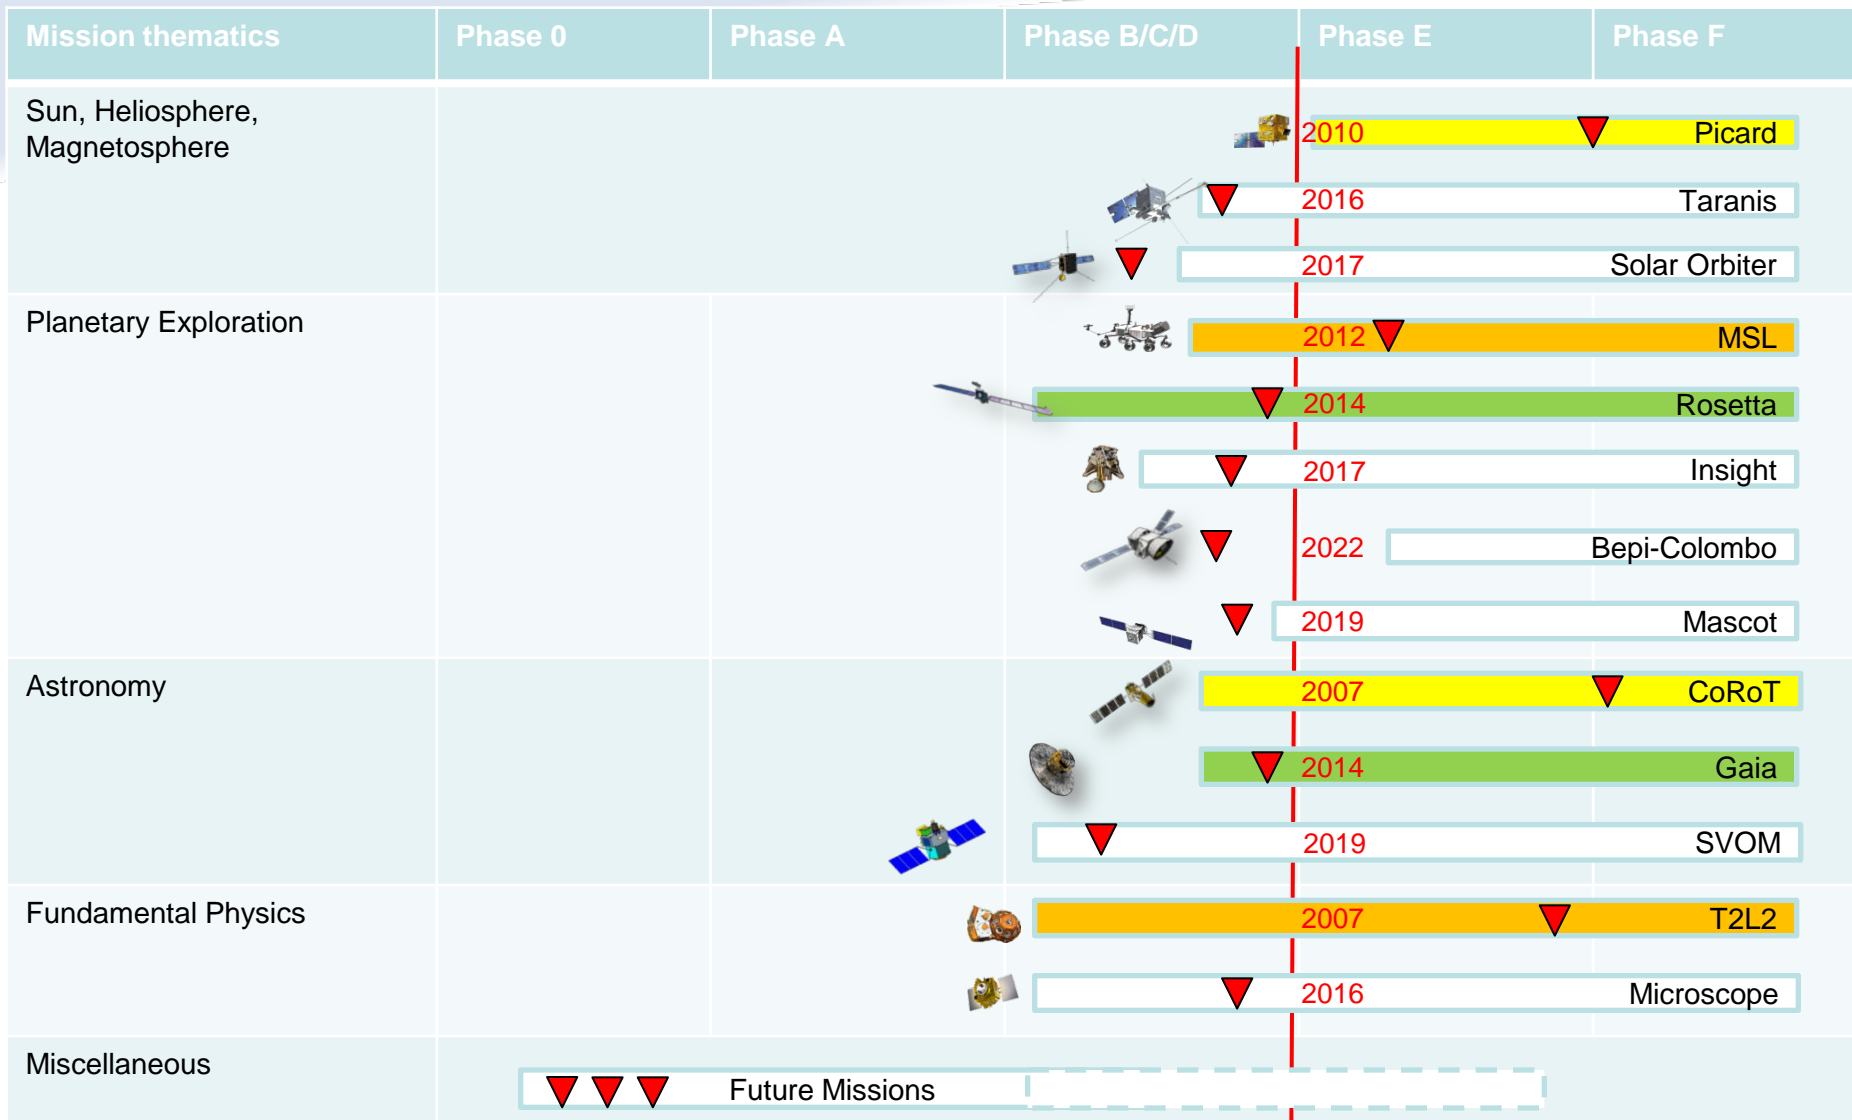 Mission thematics Phase 0 Phase A Phase B/C/D Phase E Phase F
Sun, Heliosphere,
Magnetosphere
2010 Picard
2016 Taranis
2017 Solar Orbiter
Planetary Exploration
2012 MSL
2014 Rosetta
2017 Insight
2022 Bepi-Colombo
2019 Mascot
Astronomy
2007 CoRoT
2014 Gaia
2019 SVOM
Fundamental Physics
2007 T2L2
2016 Microscope
Miscellaneous
Future Missions